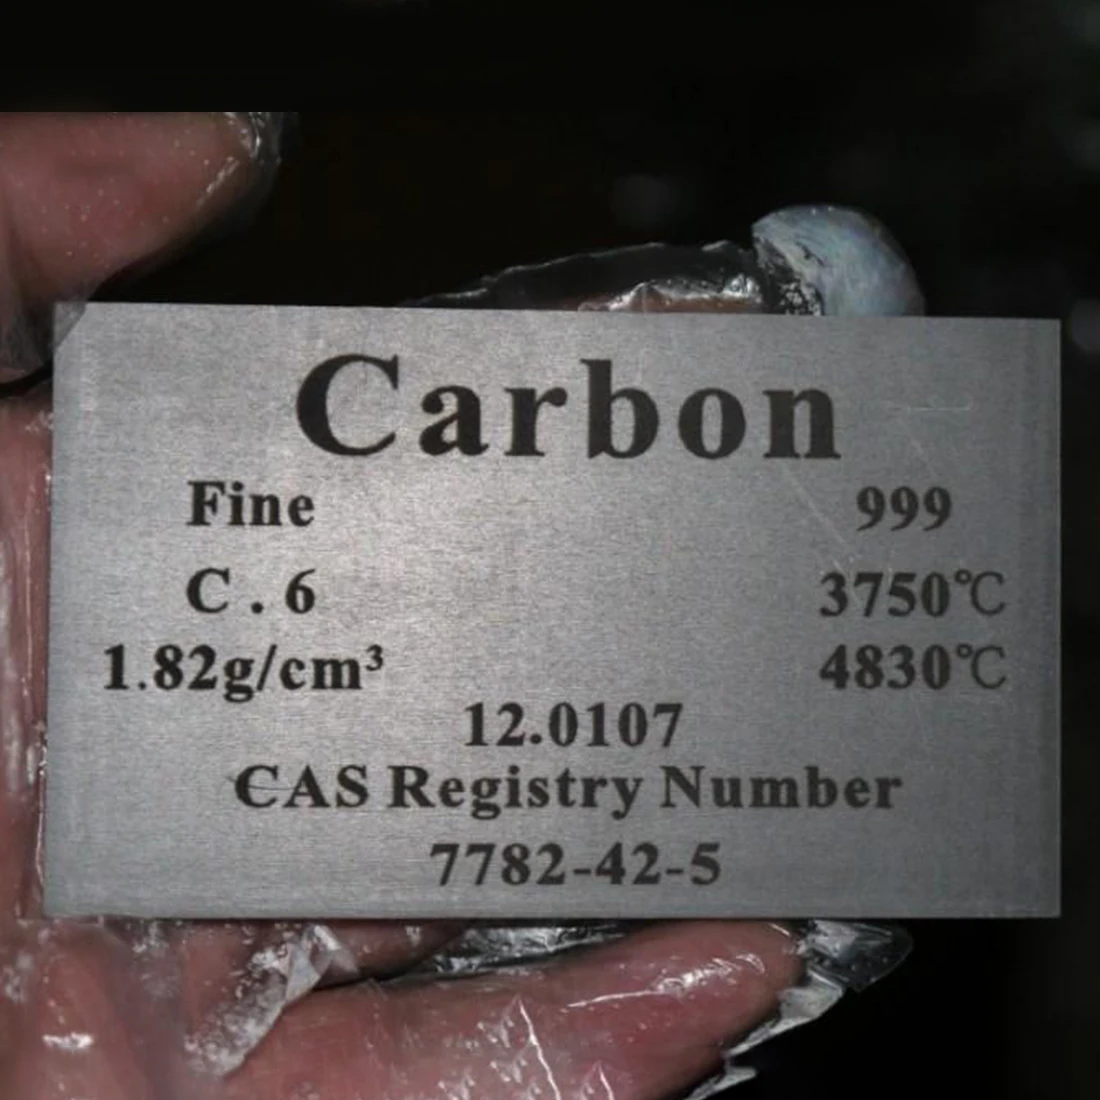 Carbon
Fine 999
C . 6 3750℃
1.82g/cm³ 4830℃
12.0107
CAS Registry Number
7782-42-5